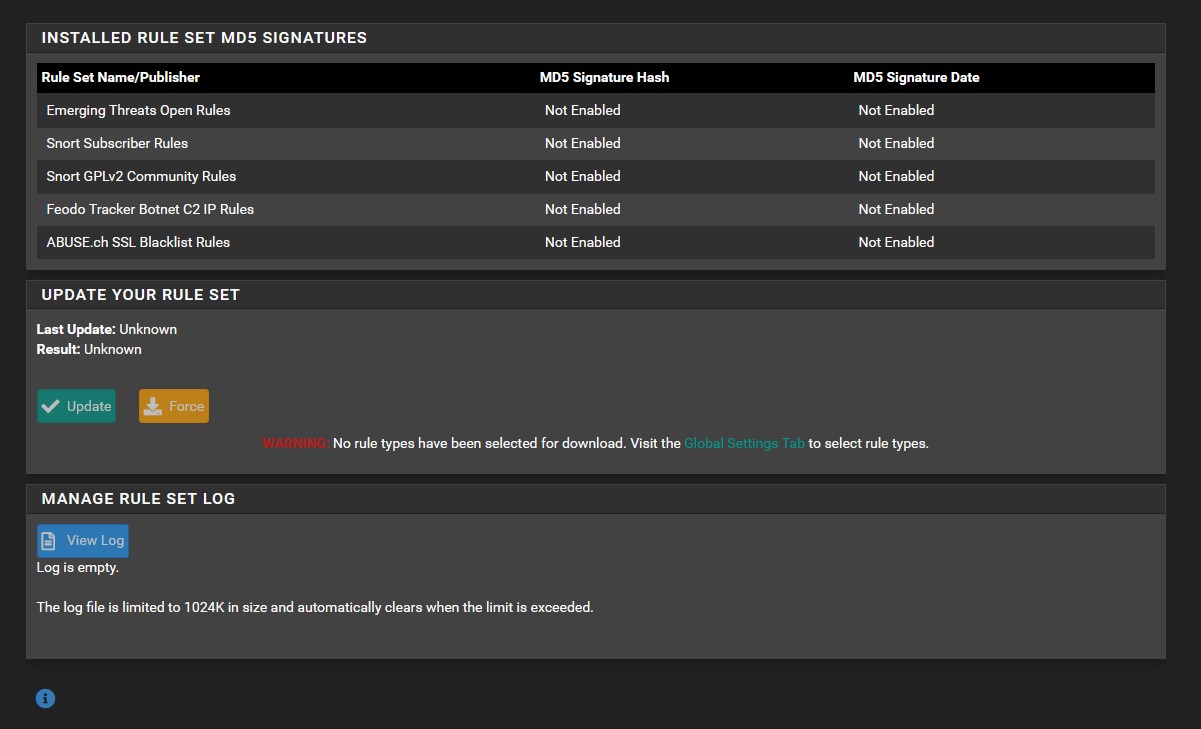 INSTALLED RULE SET MD5 SIGNATURES
Rule Set Name/Publisher MD5 Signature Hash MD5 Signature Date
Emerging Threats Open Rules Not Enabled Not Enabled
Snort Subscriber Rules Not Enabled Not Enabled
Snort GPLv2 Community Rules Not Enabled Not Enabled
Feodo Tracker Botnet C2 IP Rules Not Enabled Not Enabled
ABUSE.ch SSL Blacklist Rules Not Enabled Not Enabled
UPDATE YOUR RULE SET
Last Update: Unknown
Result: Unknown
Update Force
WARNING: No rule types have been selected for download. Visit the Global Settings Tab to select rule types.
MANAGE RULE SET LOG
View Log
Log is empty.
The log file is limited to 1024K in size and automatically clears when the limit is exceeded.